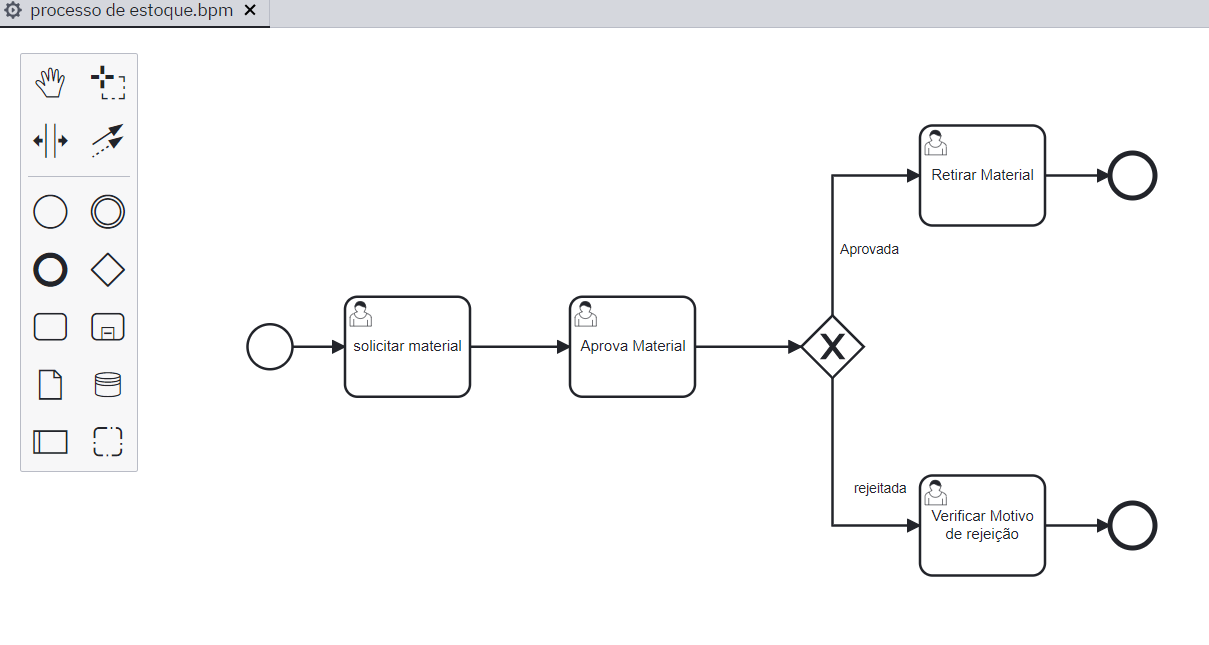 processo de estoque.bpm
Retirar Material
Aprovada
solicitar material
Aprova Material
rejeitada
Verificar Motivo
de rejeição